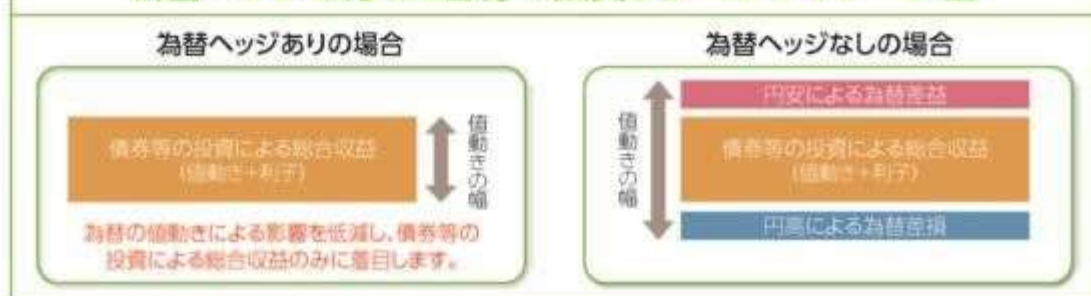 為替ヘッジありの場合
債券等の投資による総合収益
(値動き+利子)
値動きの幅
為替の値動きによる影響を低減し、債券等の
投資による総合収益のみに着目します。
為替ヘッジなしの場合
値動きの幅
円安による為替差益
債券等の投資による総合収益
(値動き+利子)
円高による為替差損